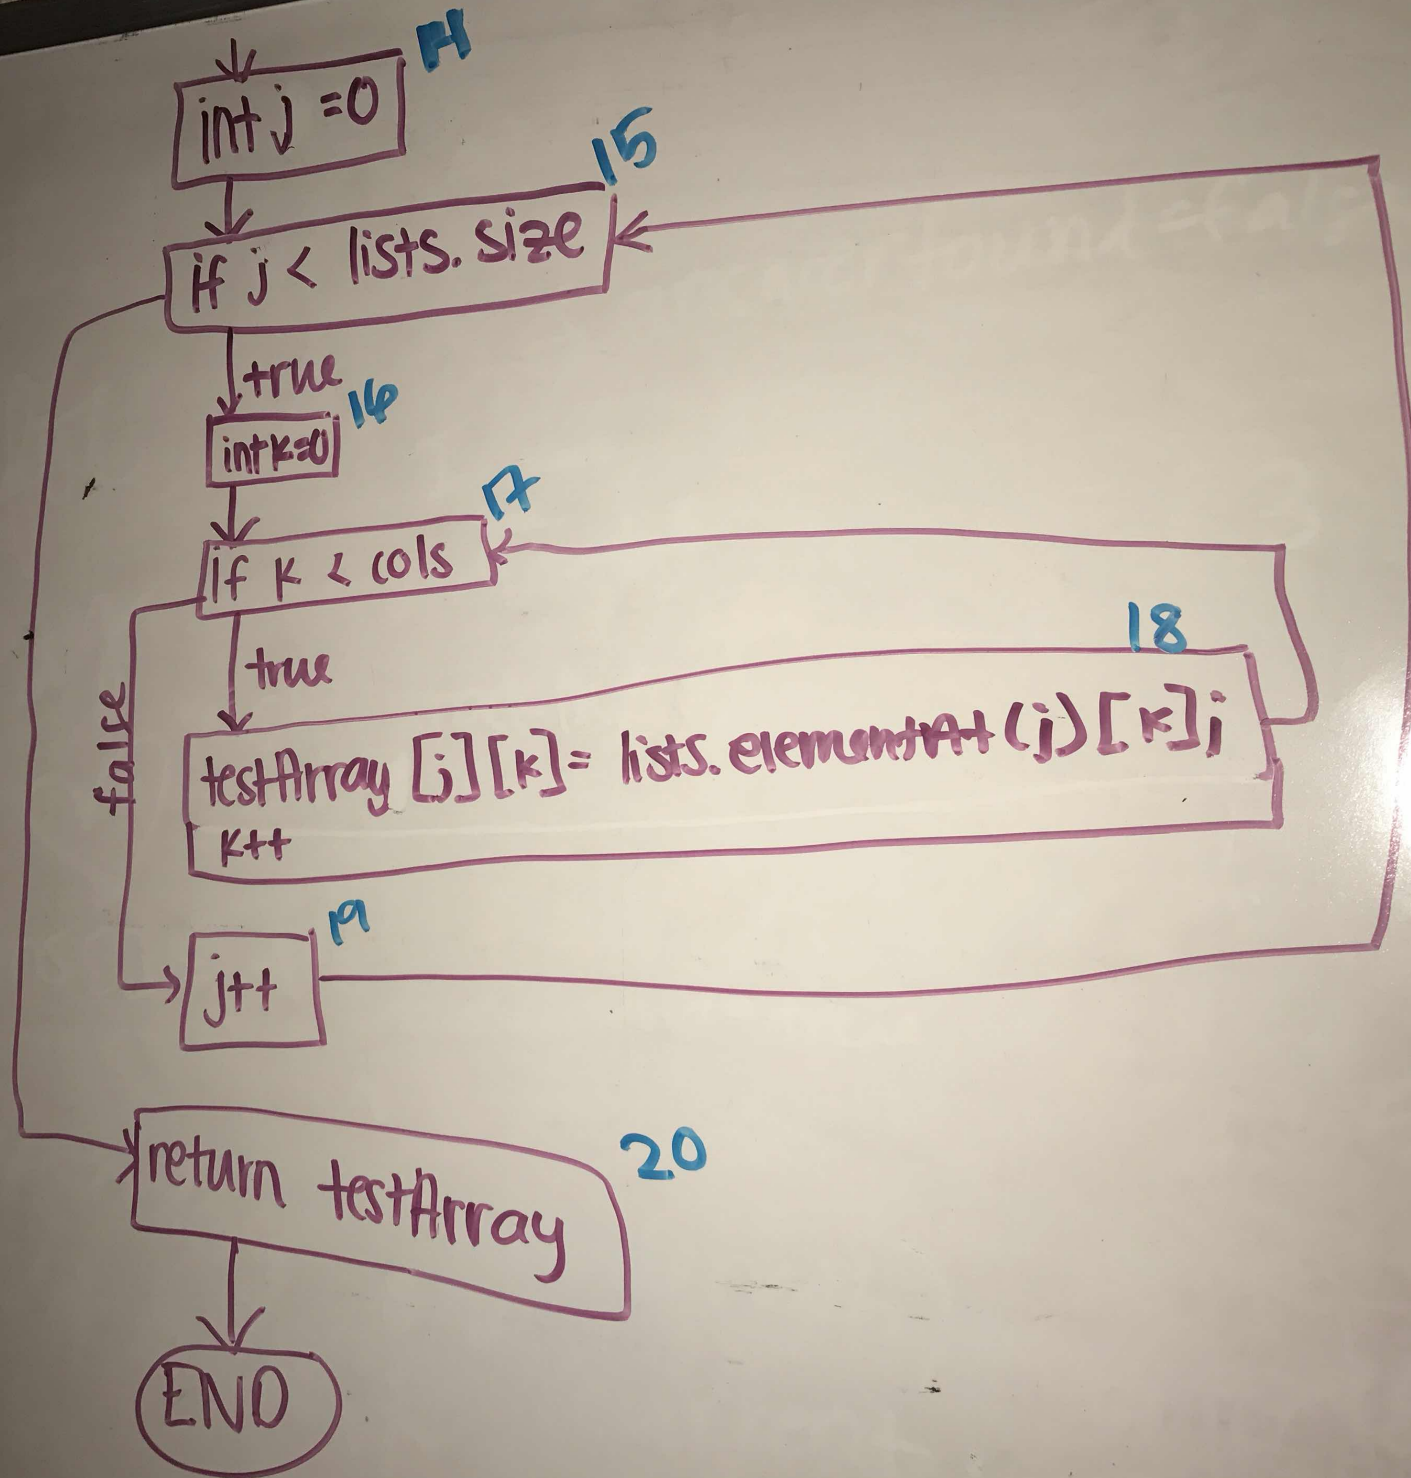 14
int j =0
15
if j < lists.size
true
16
int k=0
17
if k < cols
true
false
18
testArray [j][k]= lists.elementAt(j)[k];
k++
19
j++
20
return testArray
END